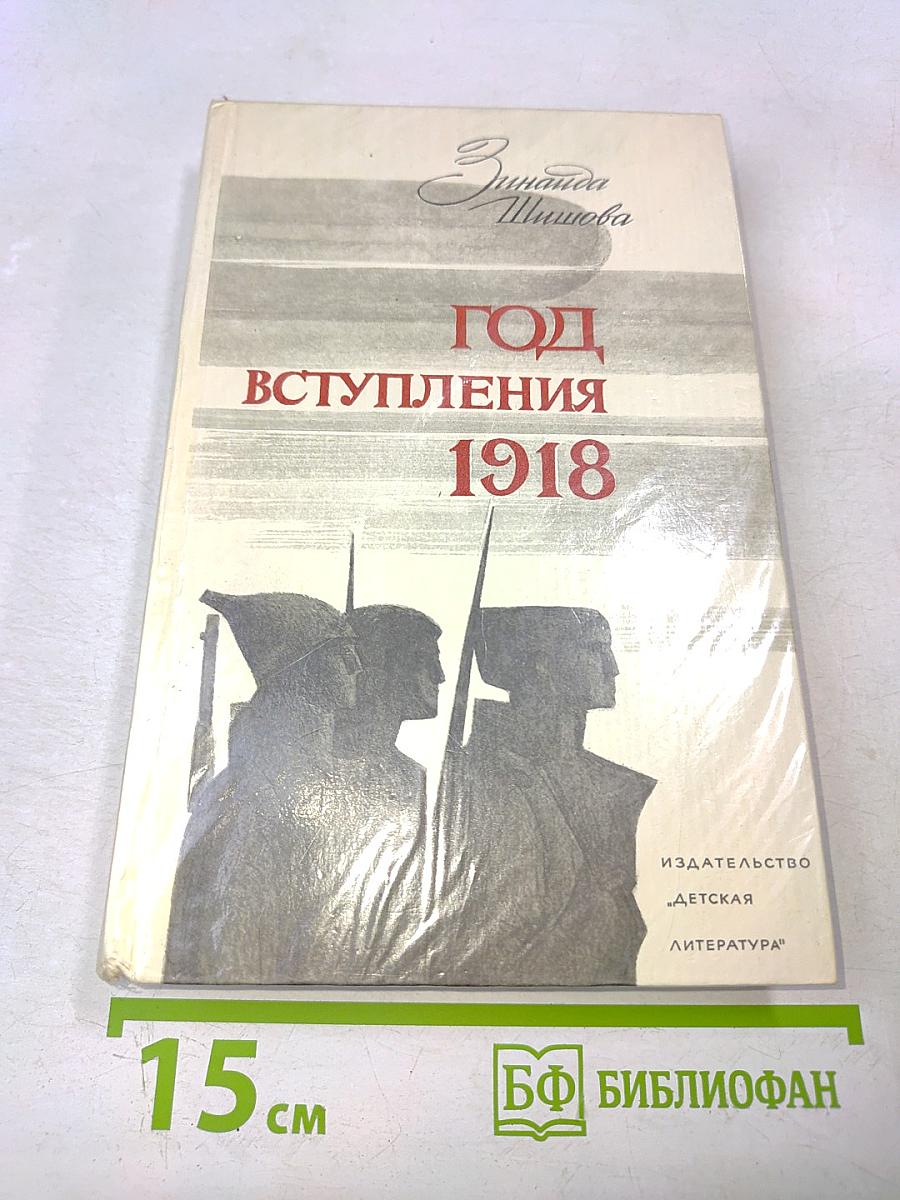 Зинаида
Шишова
ГОД
ВСТУПЛЕНИЯ
1918
ИЗДАТЕЛЬСТВО
„ДЕТСКАЯ
ЛИТЕРАТУРА"
15 см
БФ БИБЛИОФАН